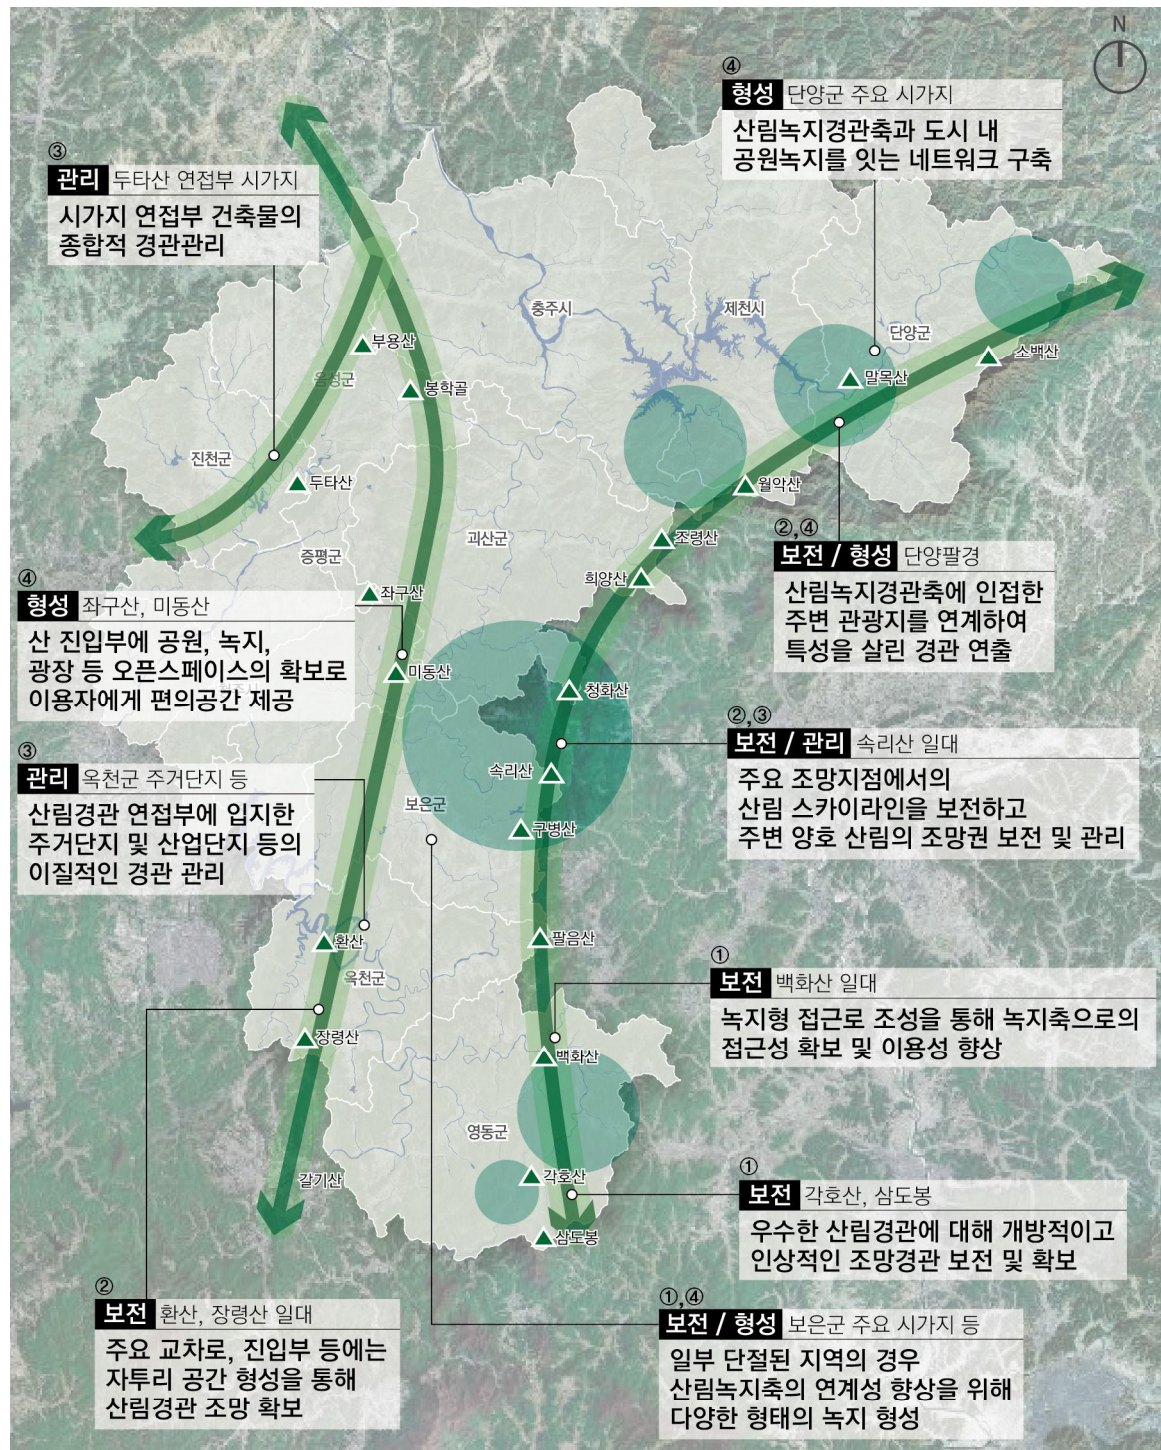 N
④
형성 단양군 주요 시가지
산림녹지경관축과 도시 내
공원녹지를 잇는 네트워크 구축
③
관리 두타산 연접부 시가지
시가지 연접부 건축물의
종합적 경관관리
충주시
제천시
단양군
부용산
소백산
음성군
말목산
봉학골
진천군
두타산
월악산
조령산
괴산군
증평군
희양산
②,④
보전 / 형성 단양팔경
산림녹지경관축에 인접한
주변 관광지를 연계하여
특성을 살린 경관 연출
④
형성 좌구산, 미동산
산 진입부에 공원, 녹지,
광장 등 오픈스페이스의 확보로
이용자에게 편의공간 제공
좌구산
미동산
청화산
②,③
보전 / 관리 속리산 일대
주요 조망지점에서의
산림 스카이라인을 보전하고
주변 양호 산림의 조망권 보전 및 관리
③
관리 옥천군 주거단지 등
산림경관 연접부에 입지한
주거단지 및 산업단지 등의
이질적인 경관 관리
속리산
보은군
구병산
환산
팔음산
옥천군
①
보전 백화산 일대
녹지형 접근로 조성을 통해 녹지축으로의
접근성 확보 및 이용성 향상
장령산
백화산
영동군
갈기산
각호산
삼도봉
①
보전 각호산, 삼도봉
우수한 산림경관에 대해 개방적이고
인상적인 조망경관 보전 및 확보
②
보전 환산, 장령산 일대
주요 교차로, 진입부 등에는
자투리 공간 형성을 통해
산림경관 조망 확보
①,④
보전 / 형성 보은군 주요 시가지 등
일부 단절된 지역의 경우
산림녹지축의 연계성 향상을 위해
다양한 형태의 녹지 형성